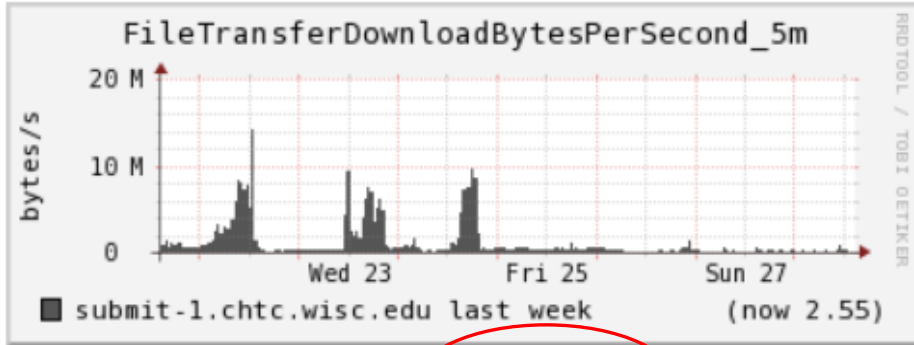 FileTransferDownloadBytesPerSecond_5m
20 M
10 M
0
bytes/s
Wed 23 Fri 25 Sun 27
submit-1.chtc.wisc.edu last week (now 2.55)
RRDTOOL / TOBI OETIKER